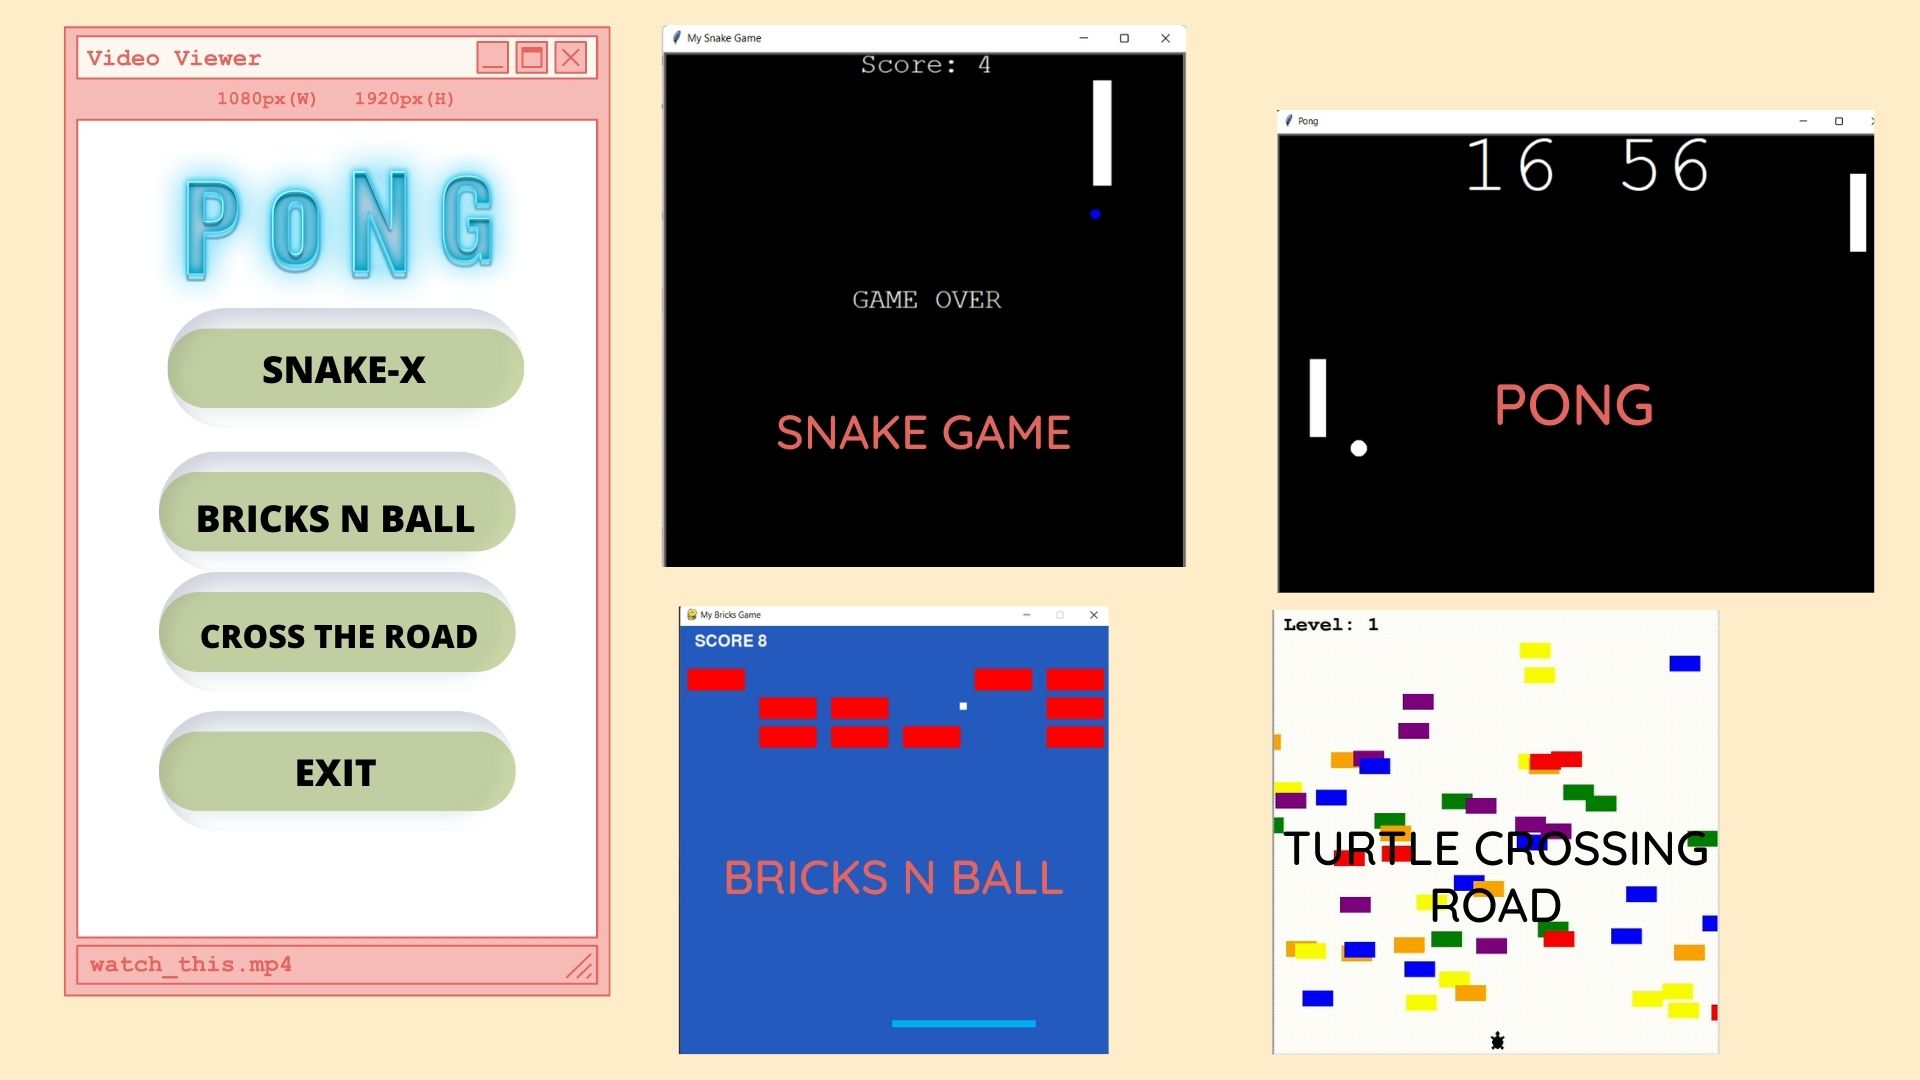 Video Viewer
1080px(W) 1920px(H)
PoNG
SNAKE-X
BRICKS N BALL
CROSS THE ROAD
EXIT
watch_this.mp4
My Snake Game
Score: 4
GAME OVER
SNAKE GAME
Pong
16 56
PONG
My Bricks Game
SCORE 8
BRICKS N BALL
Level: 1
TURTLE CROSSING
ROAD